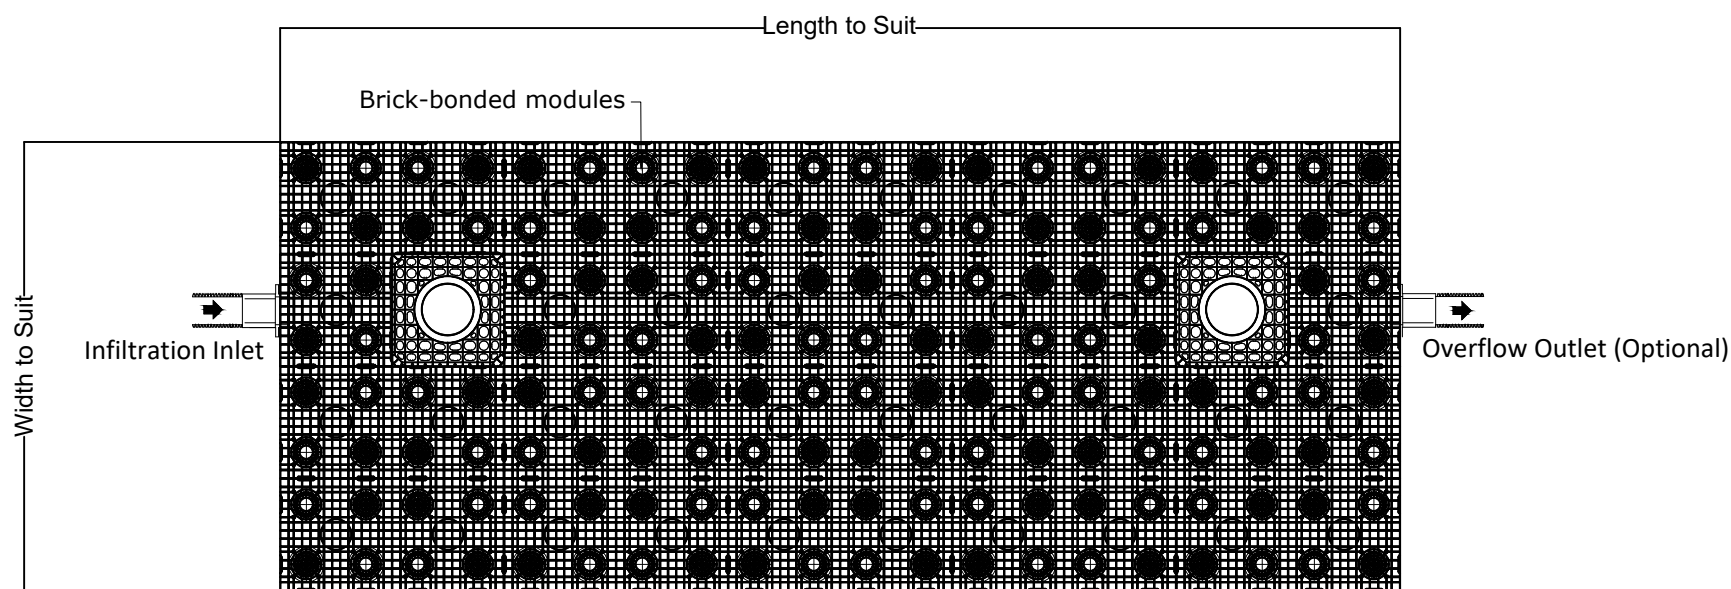 Length to Suit
Brick-bonded modules
Width to Suit
Infiltration Inlet
Overflow Outlet (Optional)